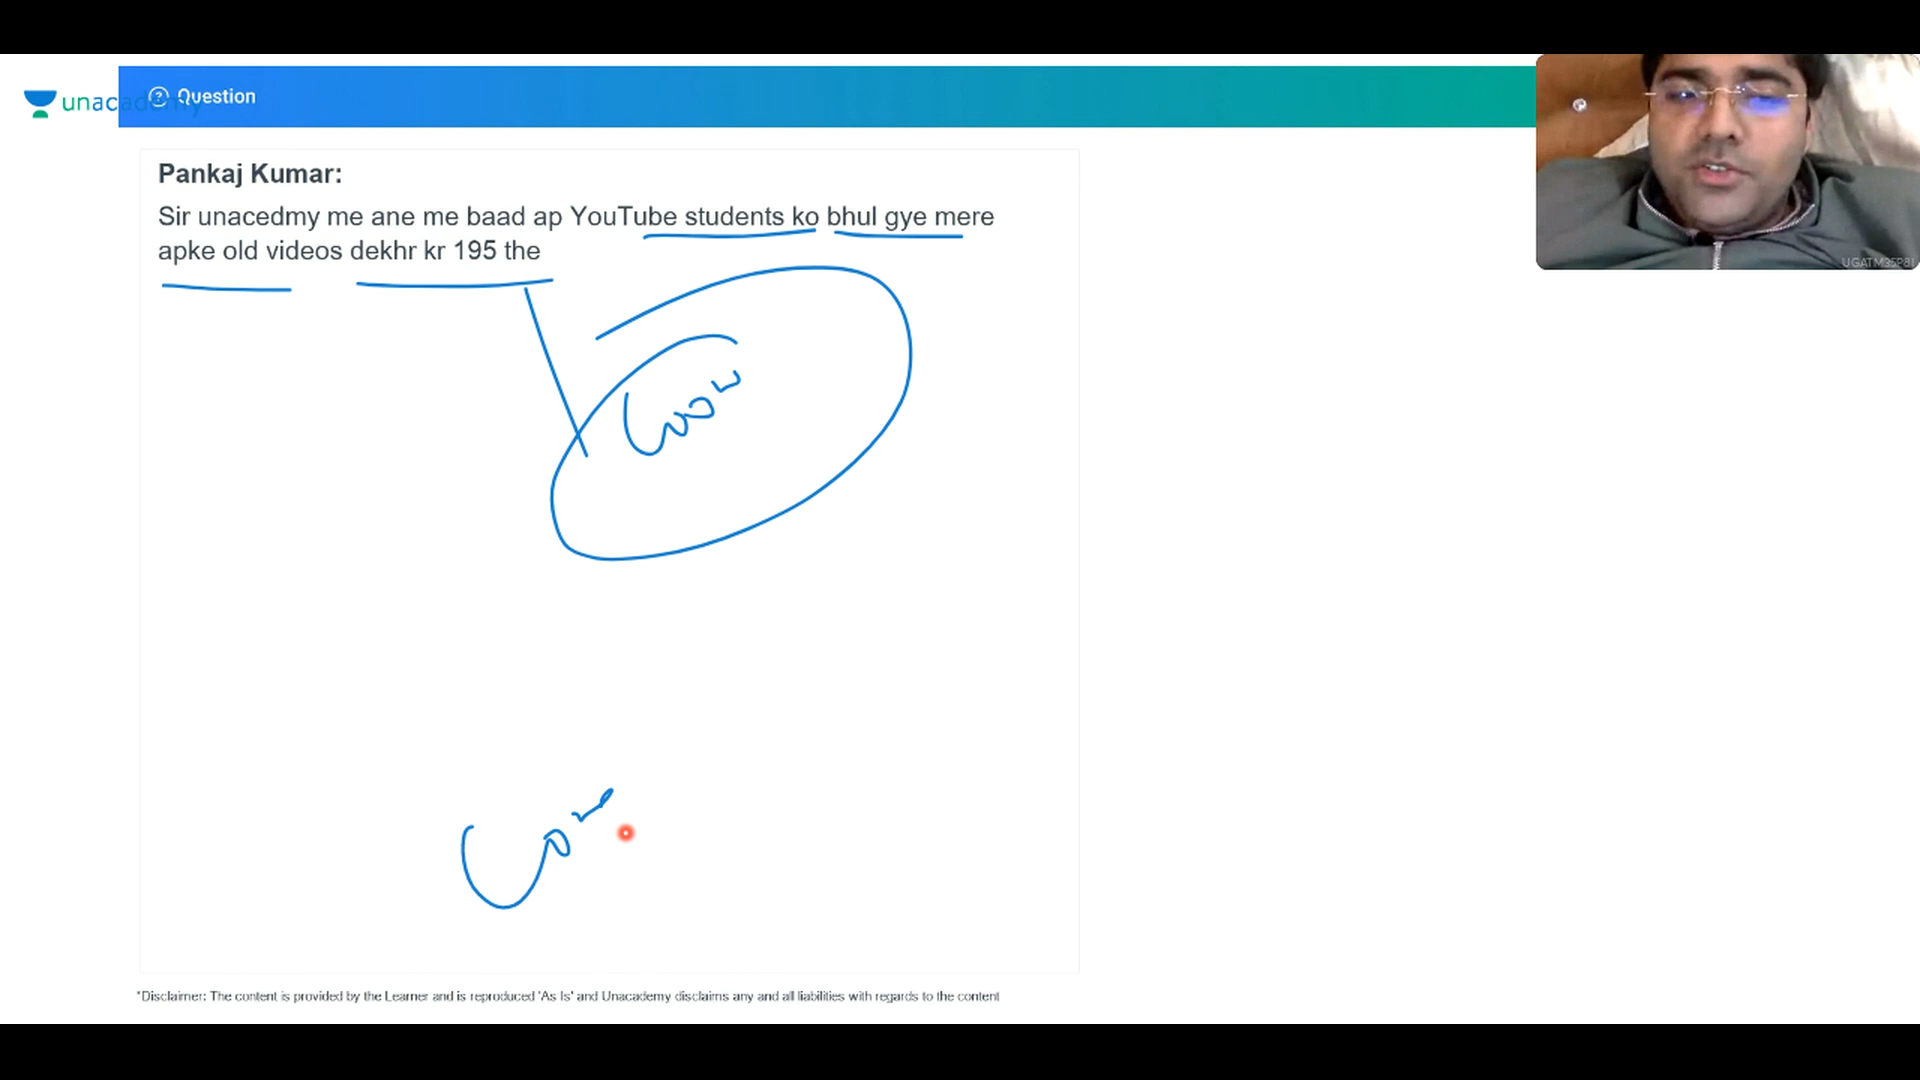 unacademy
Question
Pankaj Kumar:
Sir unacedmy me ane me baad ap YouTube students ko bhul gye mere
apke old videos dekhr kr 195 the
UGATM35P81
*Disclaimer: The content is provided by the Learner and is reproduced 'As Is' and Unacademy disclaims any and all liabilities with regards to the content